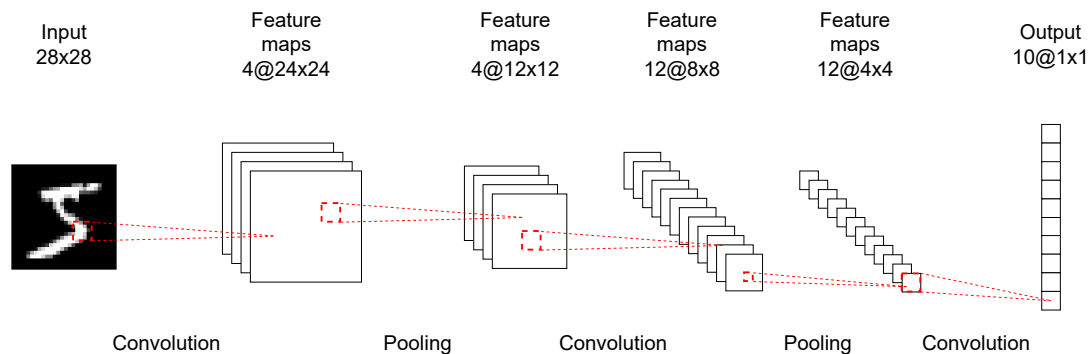 Input
28x28
Feature
maps
4@24x24
Feature
maps
4@12x12
Feature
maps
12@8x8
Feature
maps
12@4x4
Output
10@1x1
Convolution
Pooling
Convolution
Pooling
Convolution